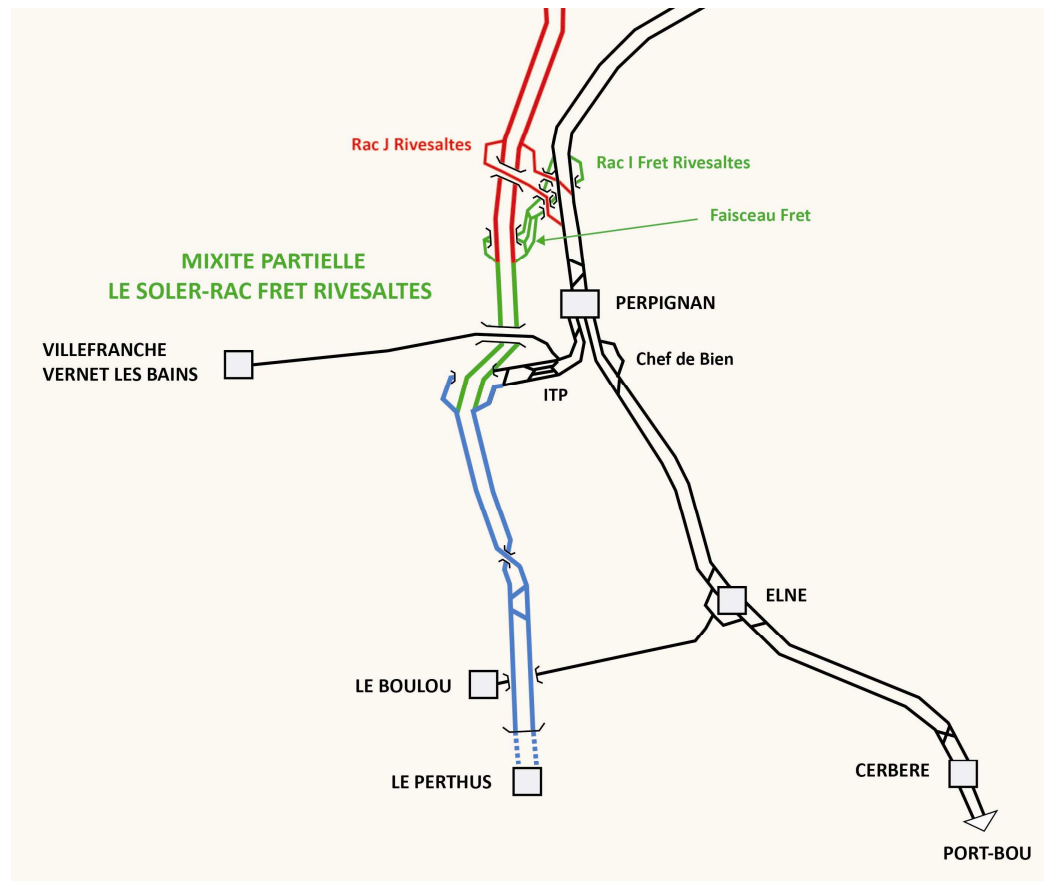 Rac J Rivesaltes
Rac I Fret Rivesaltes
Faisceau Fret
MIXITE PARTIELLE
LE SOLER-RAC FRET RIVESALTES
PERPIGNAN
VILLEFRANCHE
VERNET LES BAINS
Chef de Bien
ITP
ELNE
LE BOULOU
LE PERTHUS
CERBERE
PORT-BOU